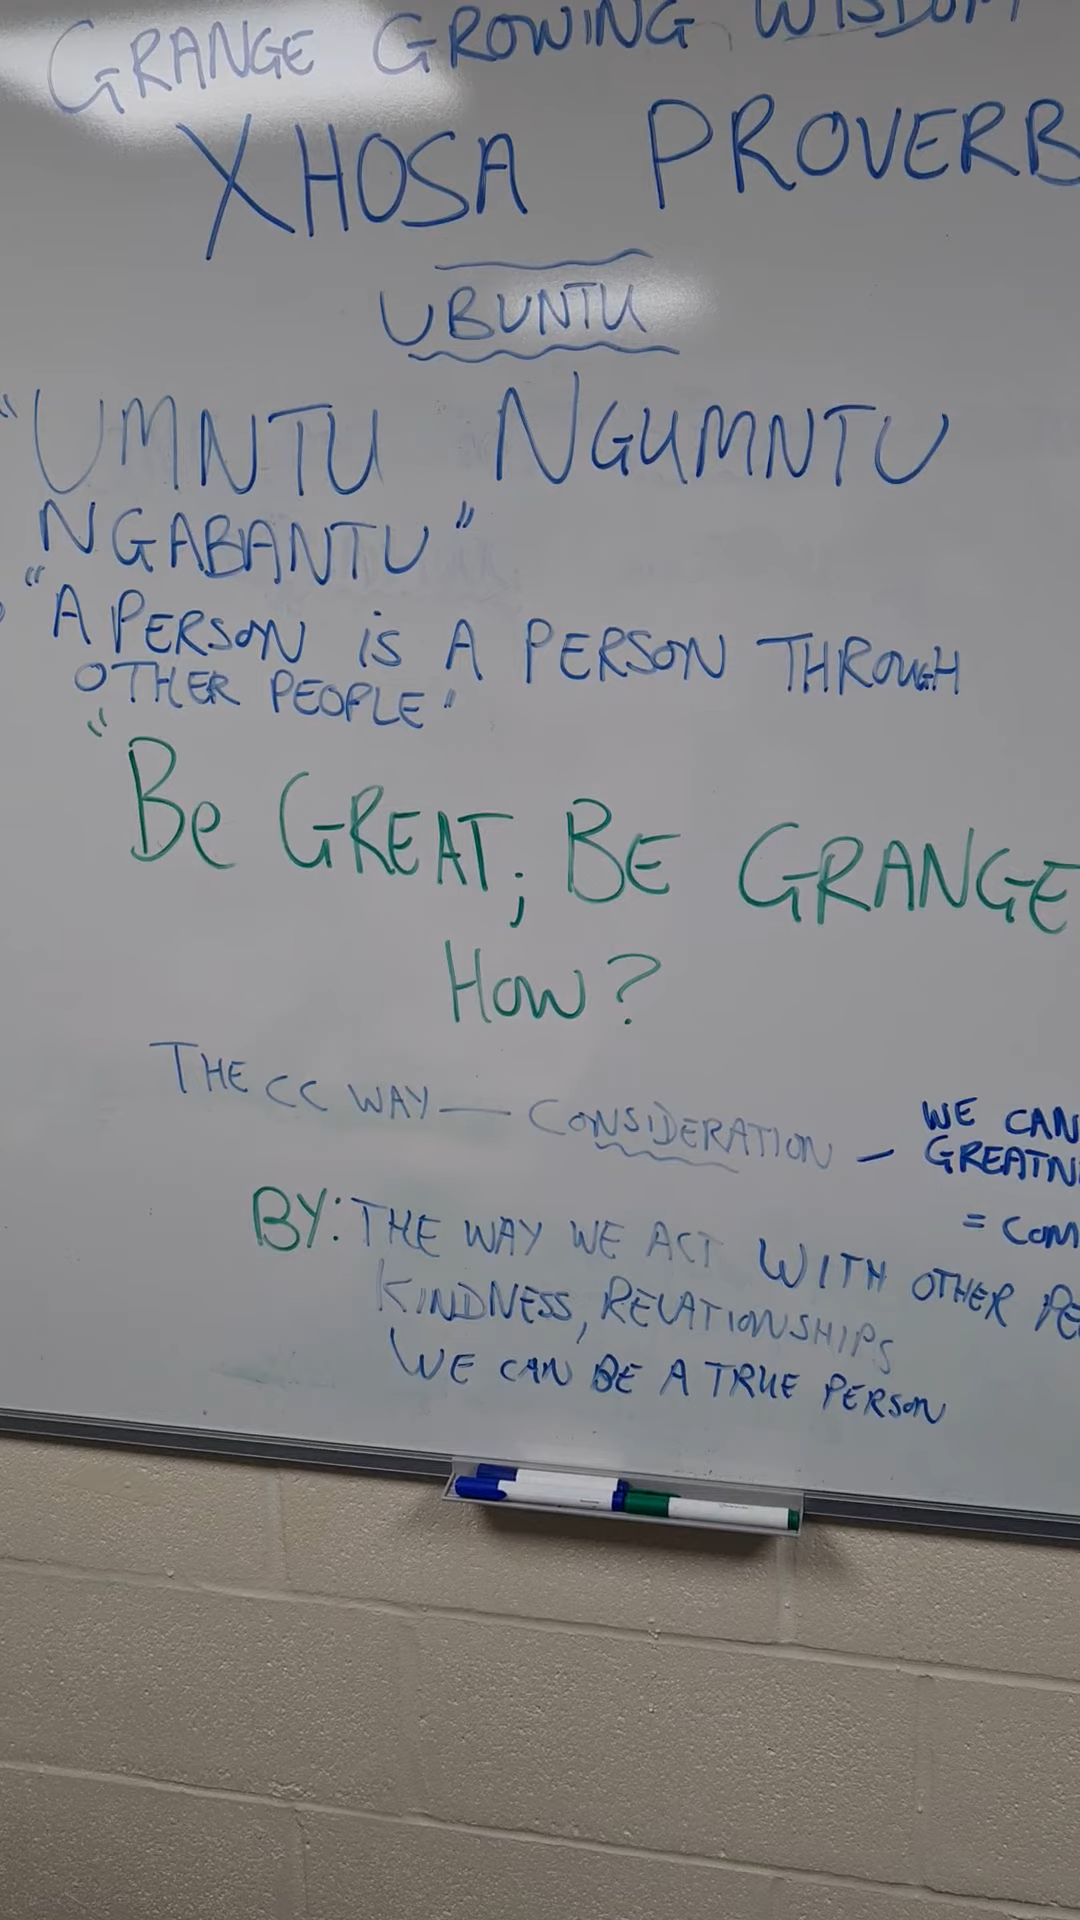 GRANGE GROWING WISDOM
XHOSA PROVERB
UBUNTU
"UMNTU NGUMNTU
NGABANTU"
"A PERSON is A PERSON THROUGH
OTHER PEOPLE"
"Be GREAT; BE GRANGE
HOW?
THE CC WAY — CONSIDERATION – WE CAN
GREATN
= COM
BY: THE WAY WE ACT WITH OTHER PE
KINDNESS, RELATIONSHIPS
WE CAN BE A TRUE PERSON